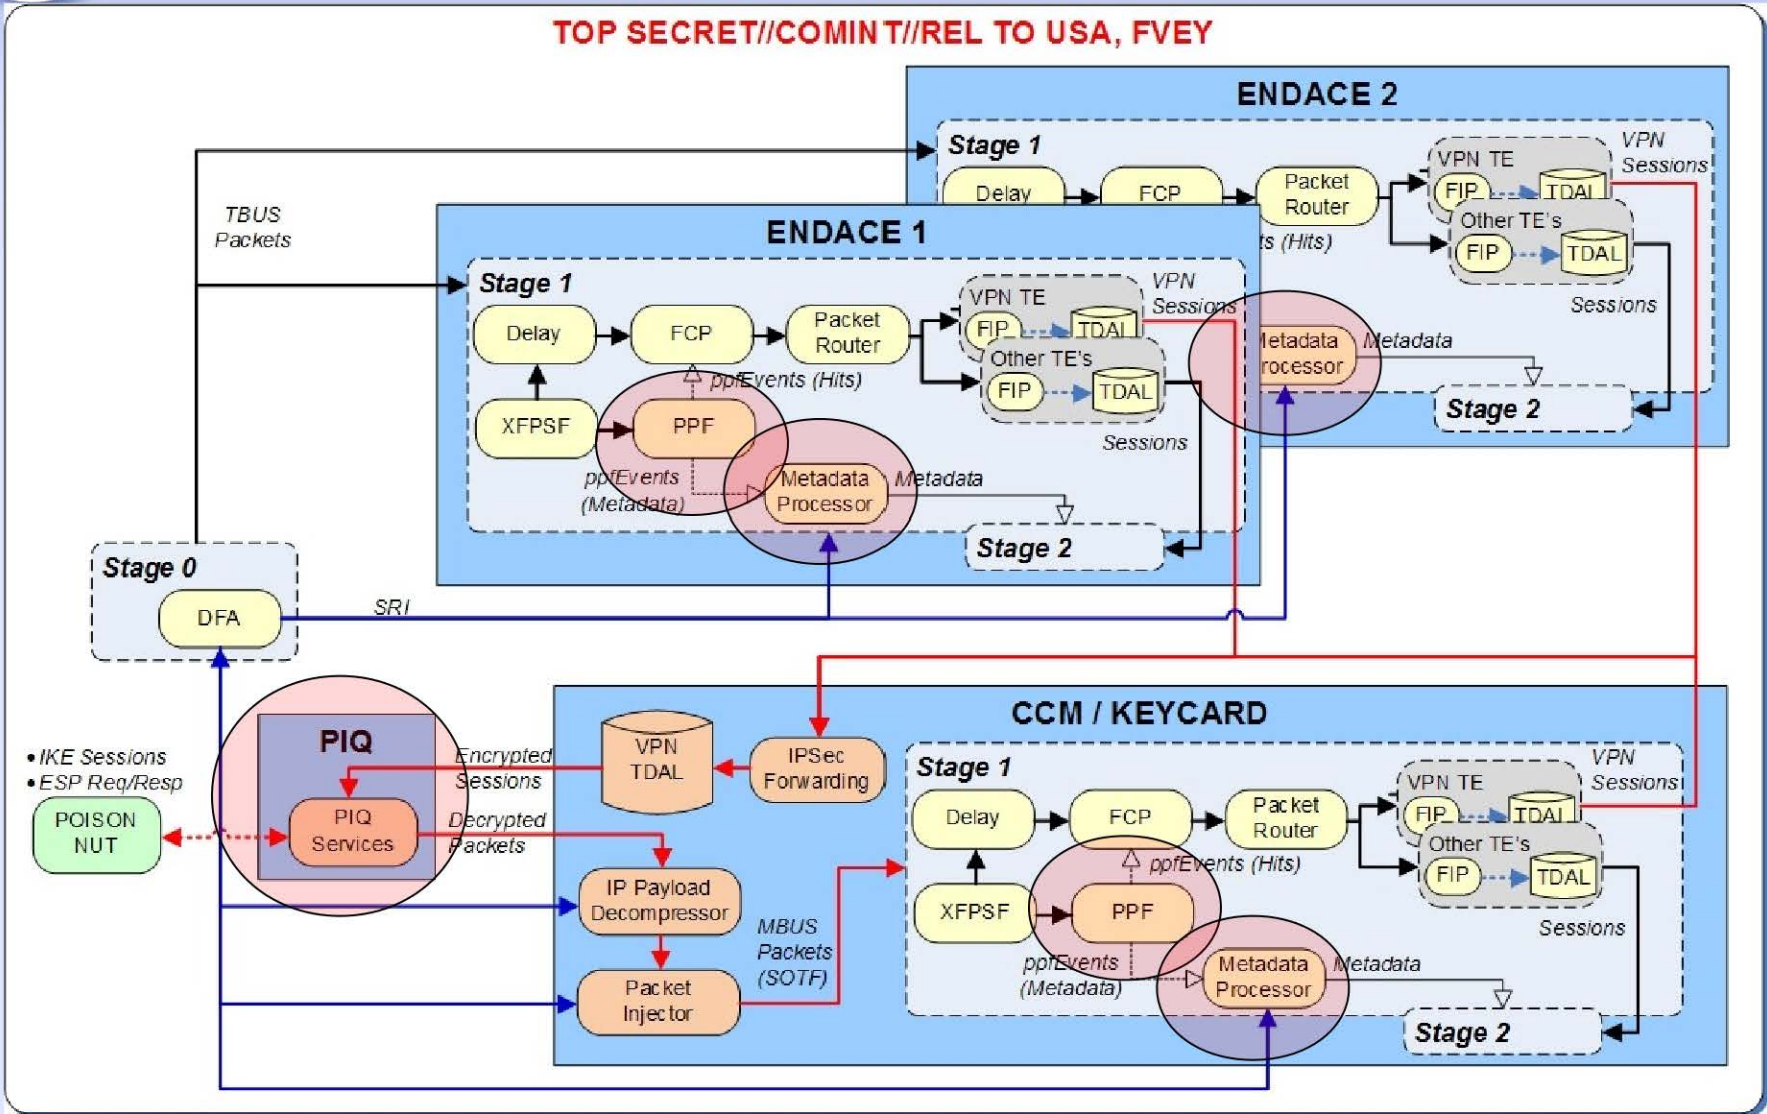 TOP SECRET//COMINT//REL TO USA, FVEY
ENDACE 2
Stage 1
VPN TE
VPN
Sessions
Delay
FCP
Packet
Router
FIP
TDAL
Other TE's
FIP
TDAL
ts (Hits)
Sessions
etadata
rocessor
Metadata
Stage 2
TBUS
Packets
ENDACE 1
Stage 1
VPN TE
VPN
Sessions
Delay
FCP
Packet
Router
FIP
TDAL
Other TE's
FIP
TDAL
ppfEvents (Hits)
XFPSF
PPF
Sessions
ppfEvents
(Metadata)
Metadata
Processor
Metadata
Stage 2
Stage 0
DFA
SRI
PIQ
• IKE Sessions
• ESP Req/Resp
POISON
NUT
PIQ
Services
Encrypted
Sessions
Decrypted
Packets
CCM / KEYCARD
VPN
TDAL
IPSec
Forwarding
IP Payload
Decompressor
Packet
Injector
MBUS
Packets
(SOTF)
Stage 1
VPN TE
VPN
Sessions
Delay
FCP
Packet
Router
FIP
TDAL
Other TE's
FIP
TDAL
ppfEvents (Hits)
XFPSF
PPF
Sessions
ppfEvents
(Metadata)
Metadata
Processor
Metadata
Stage 2